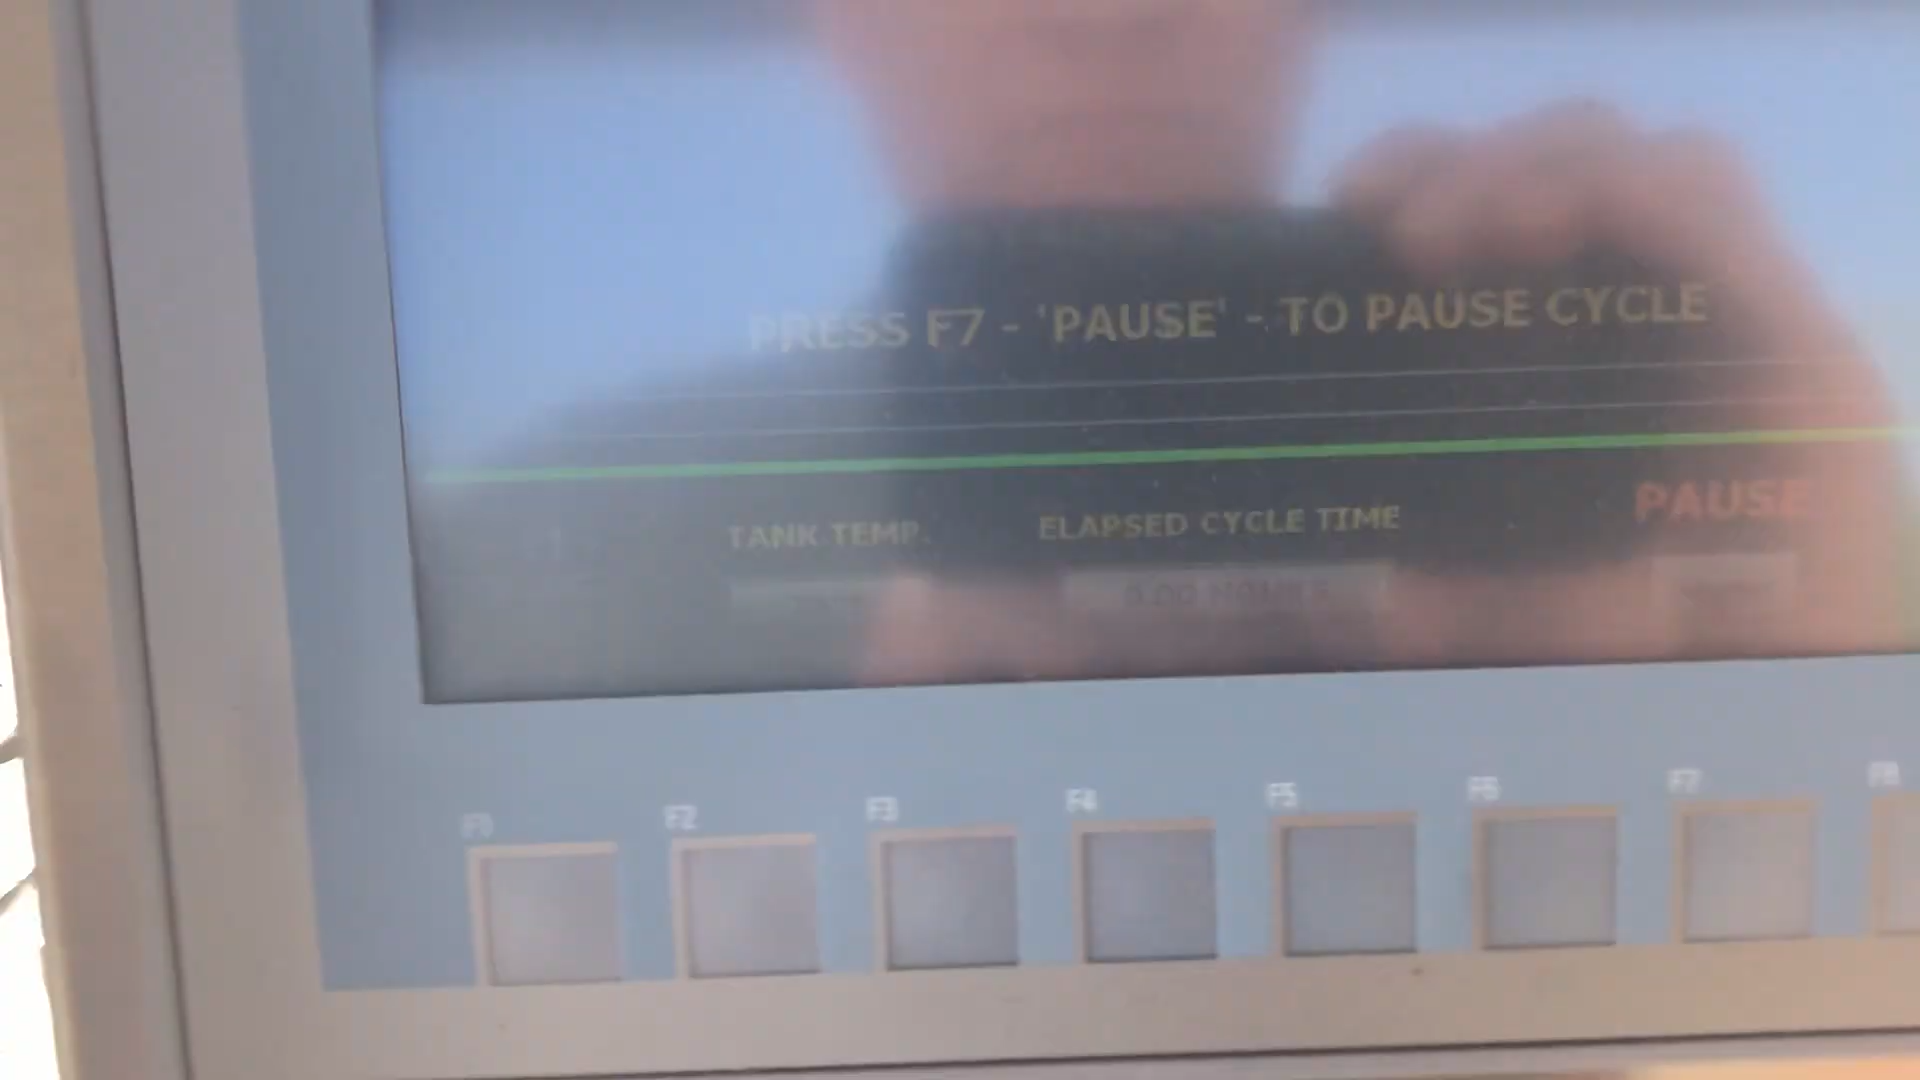 PRESS F7 - 'PAUSE' - TO PAUSE CYCLE
TANK TEMP. ELAPSED CYCLE TIME PAUSE
F1 F2 F3 F4 F5 F6 F7 F8